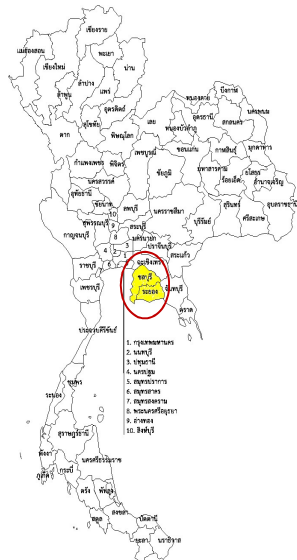 เชียงราย
แม่ฮ่องสอน
พะเยา
เชียงใหม่
น่าน
ลำปาง
ลำพูน
แพร่
อุตรดิตถ์
สุโขทัย
ตาก
พิษณุโลก
เลย
หนองคาย
บึงกาฬ
นครพนม
อุดรธานี
สกลนคร
หนองบัวลำภู
กำแพงเพชร
พิจิตร
เพชรบูรณ์
ขอนแก่น
กาฬสินธุ์
มุกดาหาร
มหาสารคาม
ร้อยเอ็ด
ยโสธร
อำนาจเจริญ
นครสวรรค์
ชัยภูมิ
อุทัยธานี
ชัยนาท
ลพบุรี
นครราชสีมา
บุรีรัมย์
สุรินทร์
ศรีสะเกษ
อุบลราชธานี
10
สุพรรณบุรี
9
สระบุรี
กาญจนบุรี
8
นครนายก
3
ปราจีนบุรี
4
2
สระแก้ว
1
ฉะเชิงเทรา
ราชบุรี
6
5
7
ชลบุรี
ระยอง
จันทบุรี
เพชรบุรี
ตราด
ประจวบคีรีขันธ์
1. กรุงเทพมหานคร
2. นนทบุรี
3. ปทุมธานี
4. นครปฐม
5. สมุทรปราการ
6. สมุทรสาคร
7. สมุทรสงคราม
8. พระนครศรีอยุธยา
9. อ่างทอง
10. สิงห์บุรี
ชุมพร
ระนอง
สุราษฎร์ธานี
พังงา
นครศรีธรรมราช
ภูเก็ต
กระบี่
ตรัง
พัทลุง
สงขลา
สตูล
ปัตตานี
ยะลา
นราธิวาส